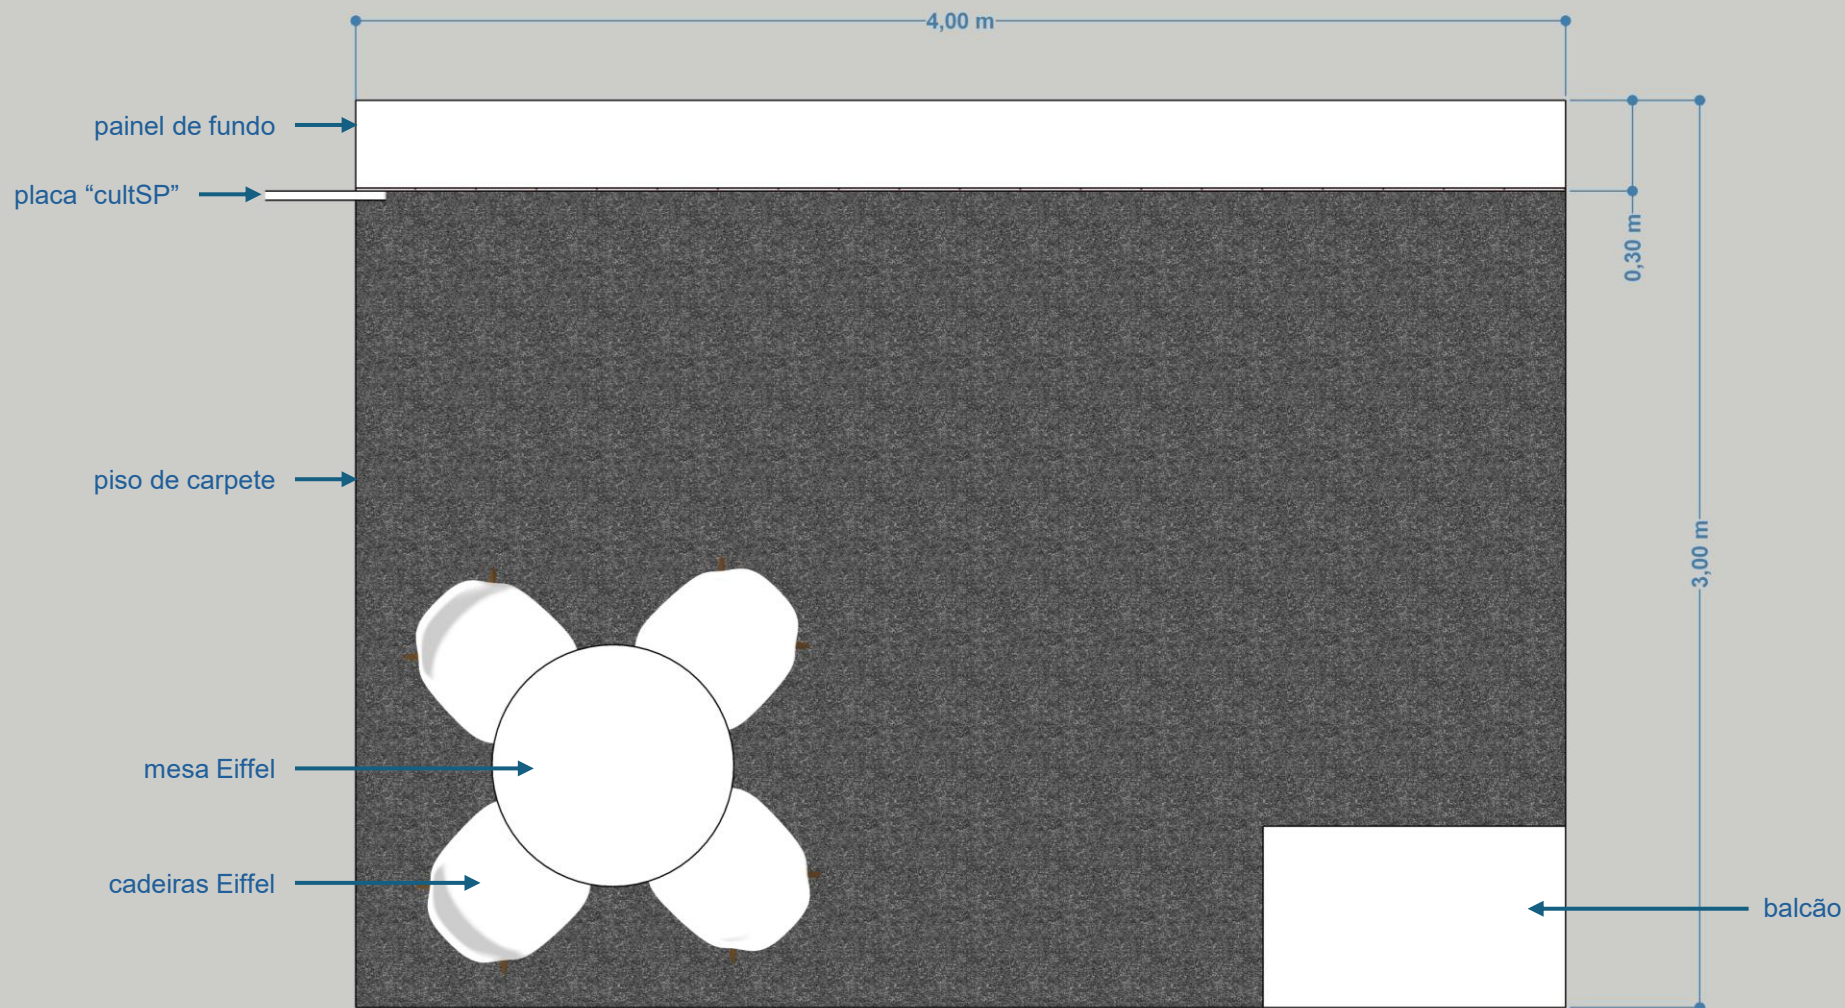 4,00 m
painel de fundo
placa “cultSP”
0,30 m
piso de carpete
3,00 m
mesa Eiffel
cadeiras Eiffel
balcão